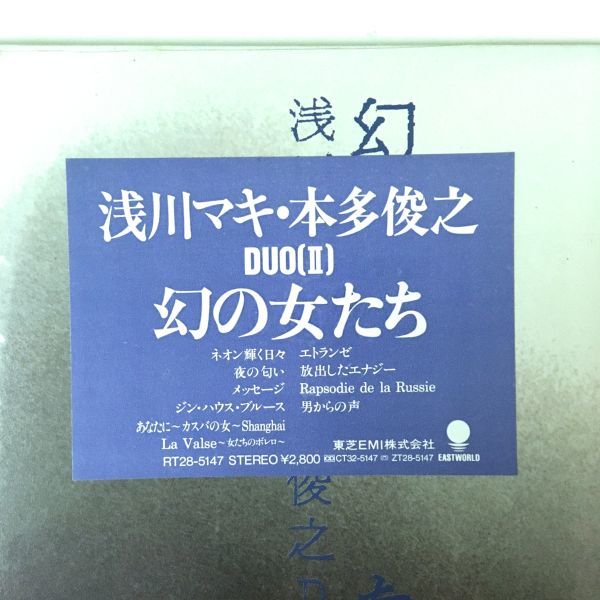 幻
浅
浅川マキ・本多俊之
DUO(II)
幻の女たち
ネオン輝く日々
夜の匂い
メッセージ
ジン・ハウス・ブルース
あなたに〜カスバの女〜Shanghai
La Valse〜女たちのボレロ〜
エトランゼ
放出したエナジー
Rapsodie de la Russie
男からの声
東芝EMI株式会社
EASTWORLD
RT28-5147 STEREO ¥2,800 CT32-5147 ZT28-5147
俊之D